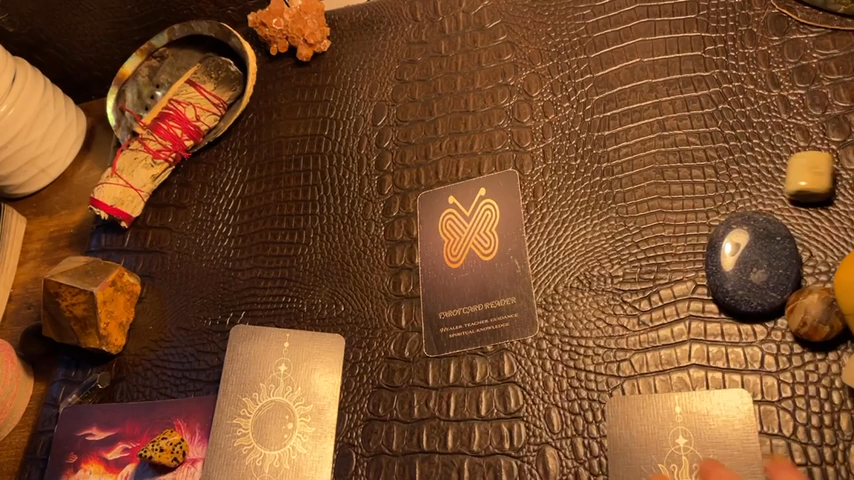 TAROT CARD READER
HEALER TEACHER GUIDANCE
SPIRITUAL KNOWLEDGE